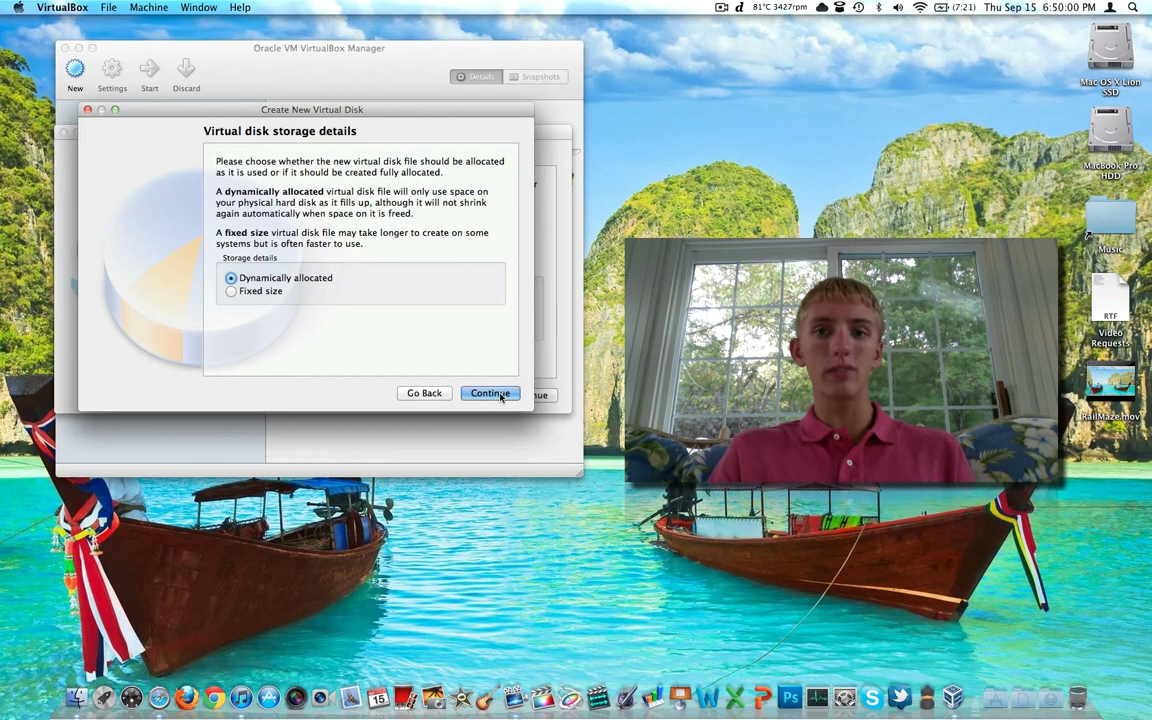 VirtualBox File Machine Window Help
81°C 3427rpm (7:21) Thu Sep 15 6:50:00 PM
Oracle VM VirtualBox Manager
New Settings Start Discard
Details Snapshots
Create New Virtual Disk
Virtual disk storage details
Please choose whether the new virtual disk file should be allocated
as it is used or if it should be created fully allocated.
A dynamically allocated virtual disk file will only use space on
your physical hard disk as it fills up, although it will not shrink
again automatically when space on it is freed.
A fixed size virtual disk file may take longer to create on some
systems but is often faster to use.
Storage details
Dynamically allocated
Fixed size
Go Back Continue
nue
Mac OS X Lion
SSD
MacBook Pro
HDD
Music
RTF
Video
Requests
RailMaze.mov
15